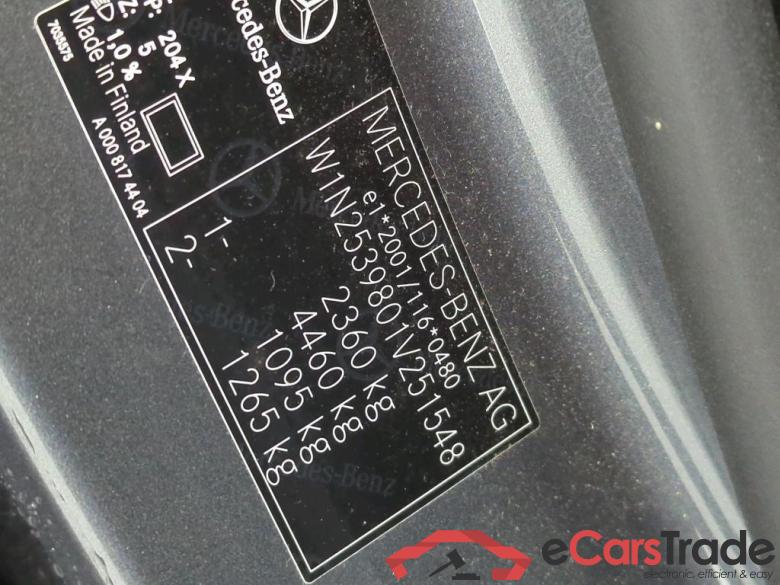 Mercedes-Benz
P: 204 X
Z: 5
1,0 %
Made in Finland
7035575
A 000 817 44 04
MERCEDES-BENZ AG
e1*2001/116*0480
W1N2539801V251548
2360 kg
4460 kg
1- 1095 kg
2- 1265 kg
eCarsTrade
electronic, efficient & easy